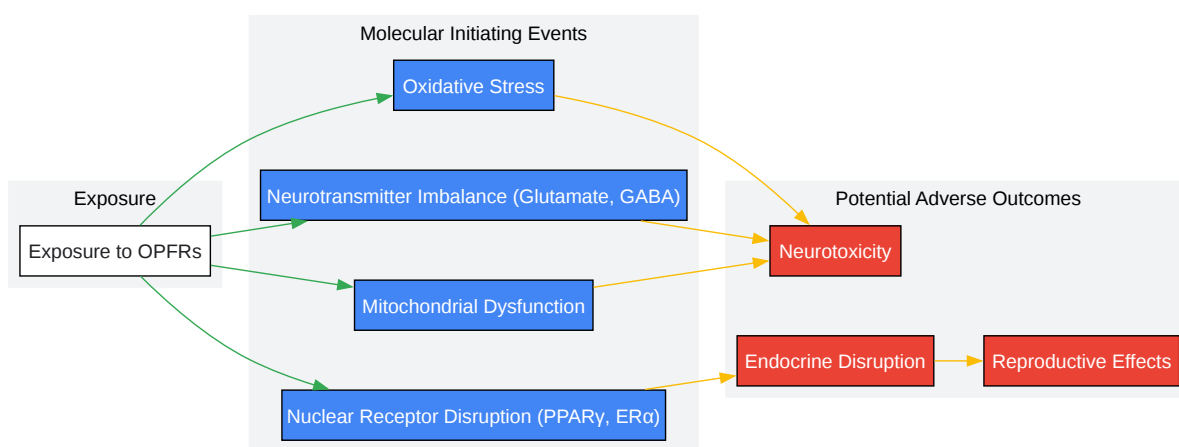 Molecular Initiating Events
Oxidative Stress
Neurotransmitter Imbalance (Glutamate, GABA)
Mitochondrial Dysfunction
Nuclear Receptor Disruption (PPARγ, ERα)
Exposure
Exposure to OPFRs
Potential Adverse Outcomes
Neurotoxicity
Endocrine Disruption
Reproductive Effects